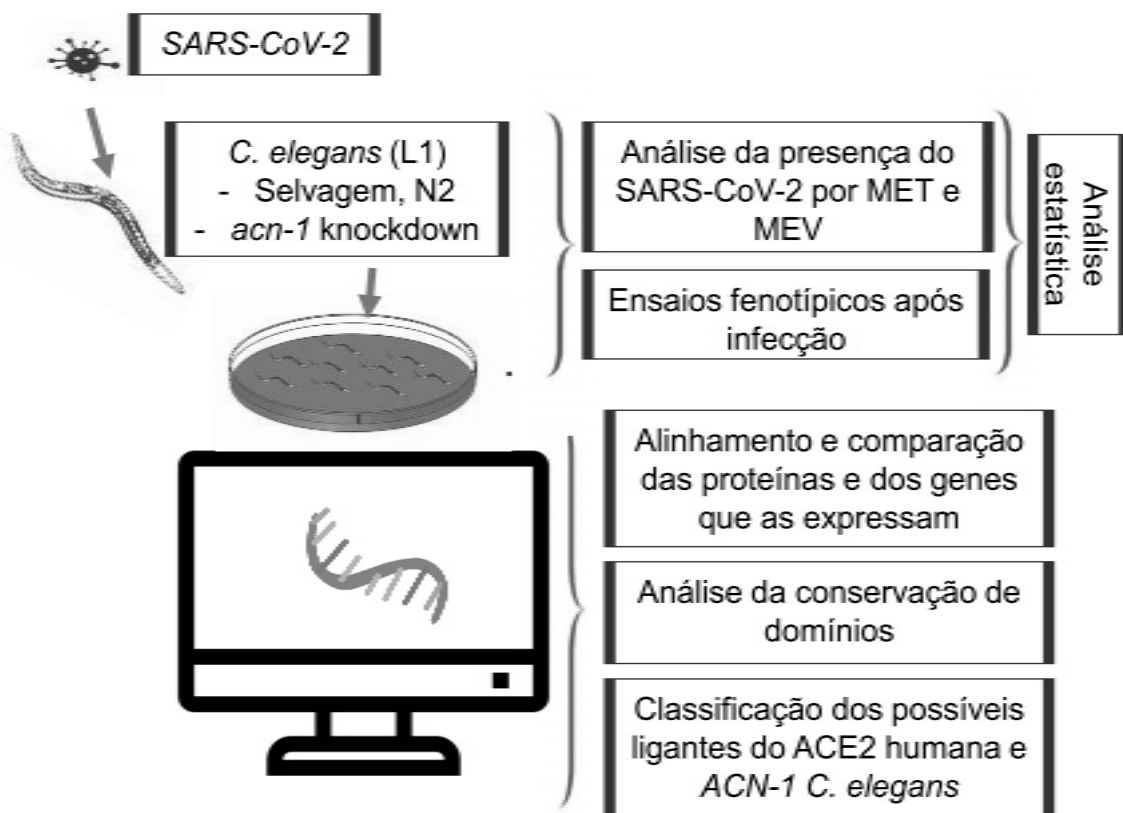 SARS-CoV-2
C. elegans (L1)
- Selvagem, N2
- acn-1 knockdown
Análise da presença do
SARS-CoV-2 por MET e
MEV
Ensaios fenotípicos após
infecção
Análise
estatística
Alinhamento e comparação
das proteínas e dos genes
que as expressam
Análise da conservação de
domínios
Classificação dos possíveis
ligantes do ACE2 humana e
ACN-1 C. elegans